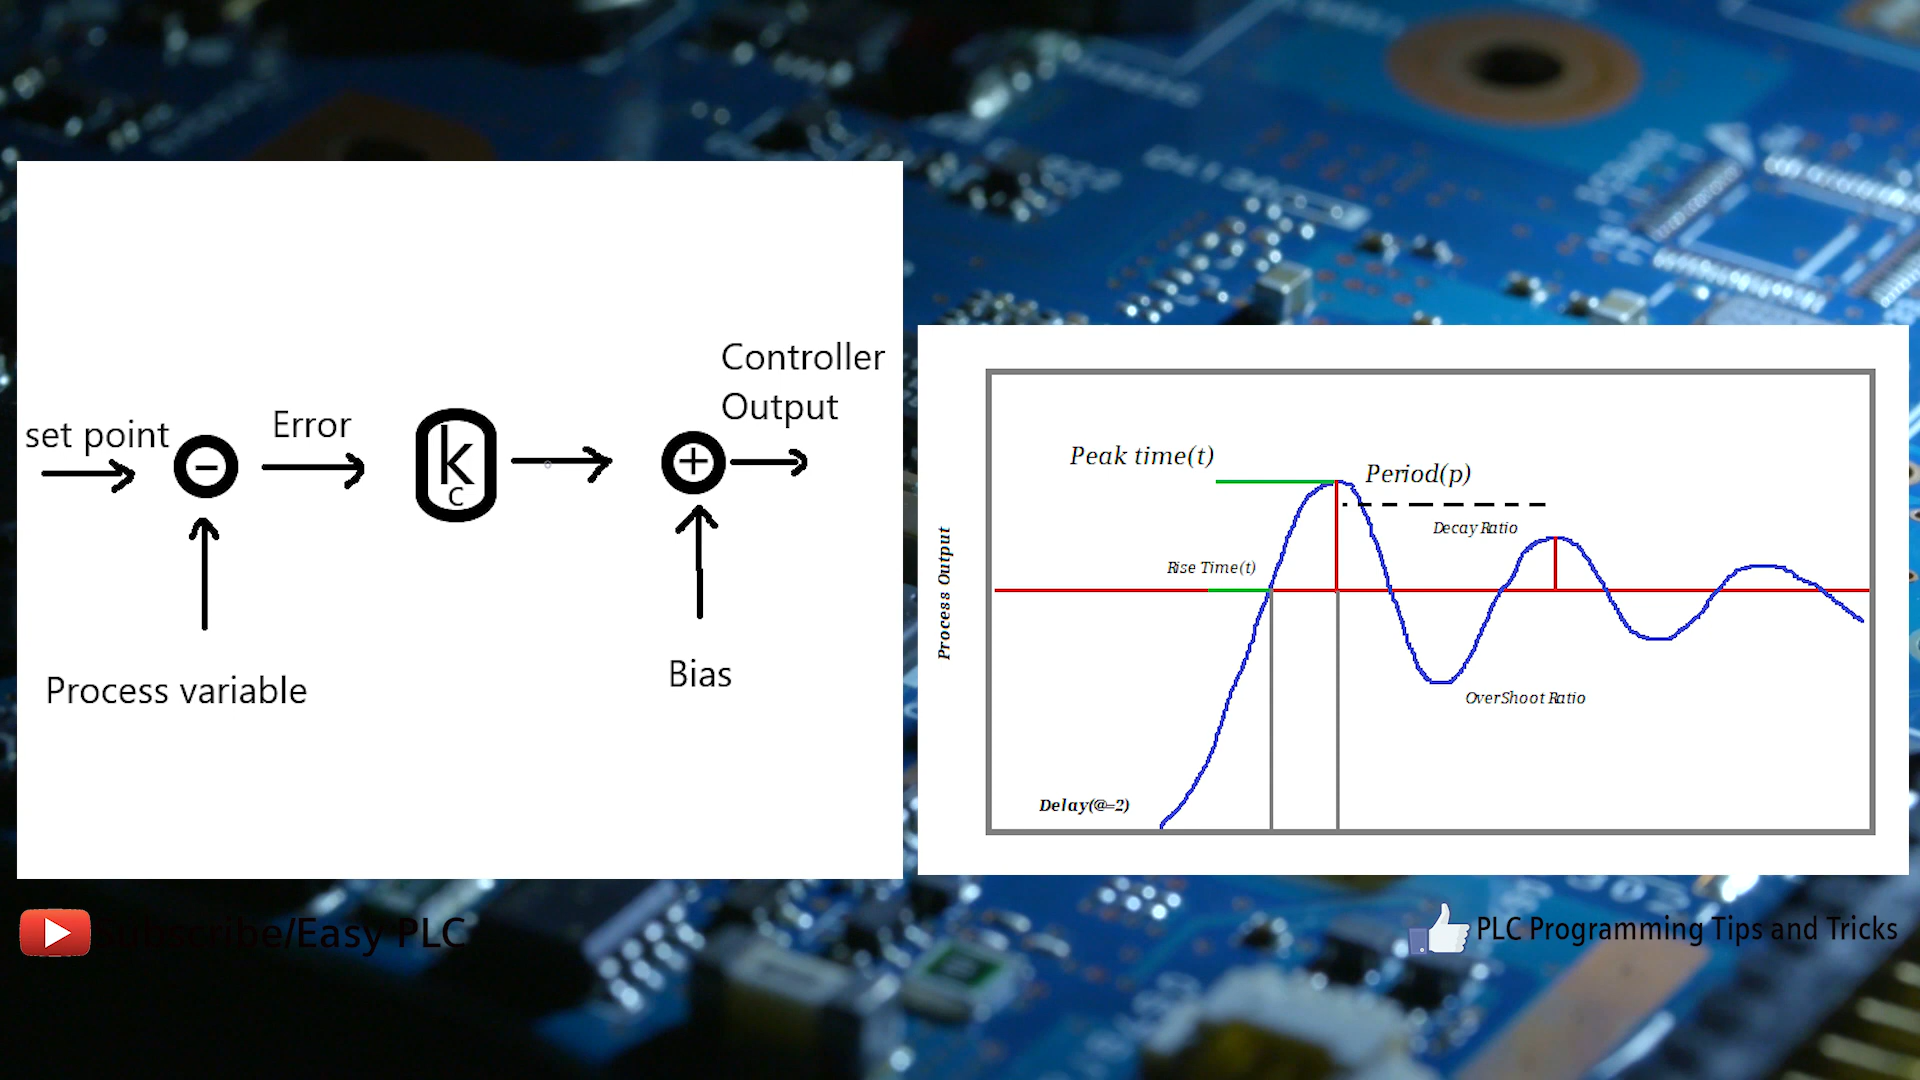 Controller
Output
set point
Error
−
k
c
+
Process variable
Bias
Peak time(t)
Period(p)
Decay Ratio
Rise Time(t)
Process Output
OverShoot Ratio
Delay(@=2)
Subscribe/Easy PLC
PLC Programming Tips and Tricks